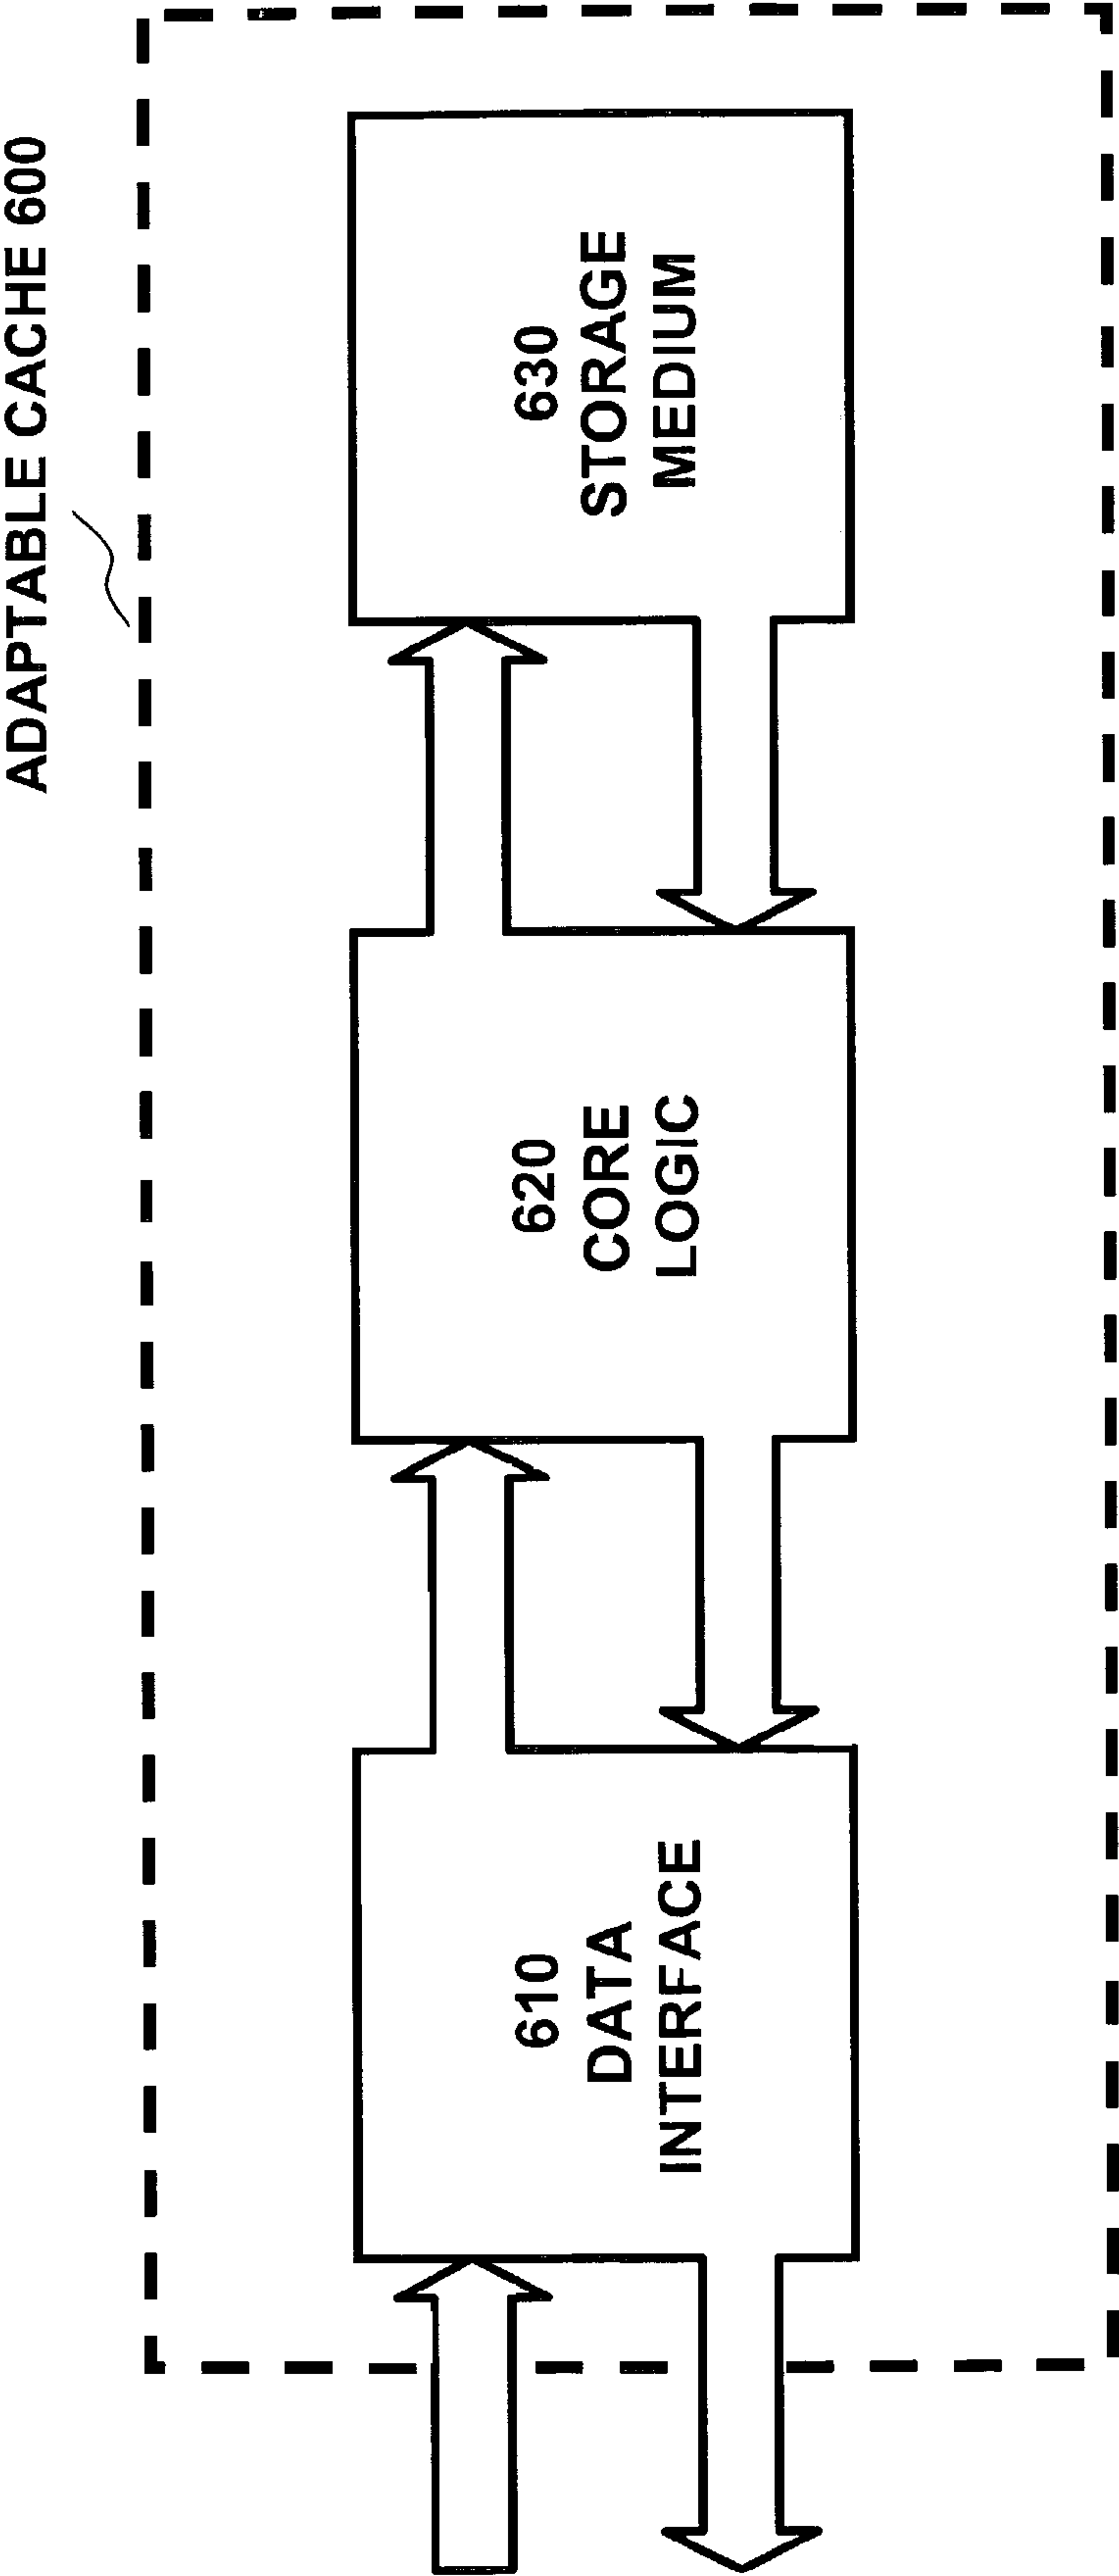 ADAPTABLE CACHE 600
610
DATA
INTERFACE
620
CORE
LOGIC
630
STORAGE
MEDIUM